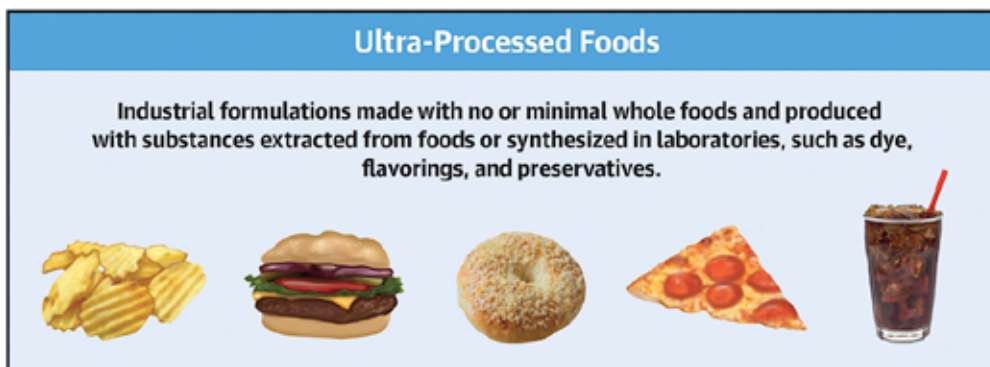 Ultra-Processed Foods
Industrial formulations made with no or minimal whole foods and produced
with substances extracted from foods or synthesized in laboratories, such as dye,
flavorings, and preservatives.